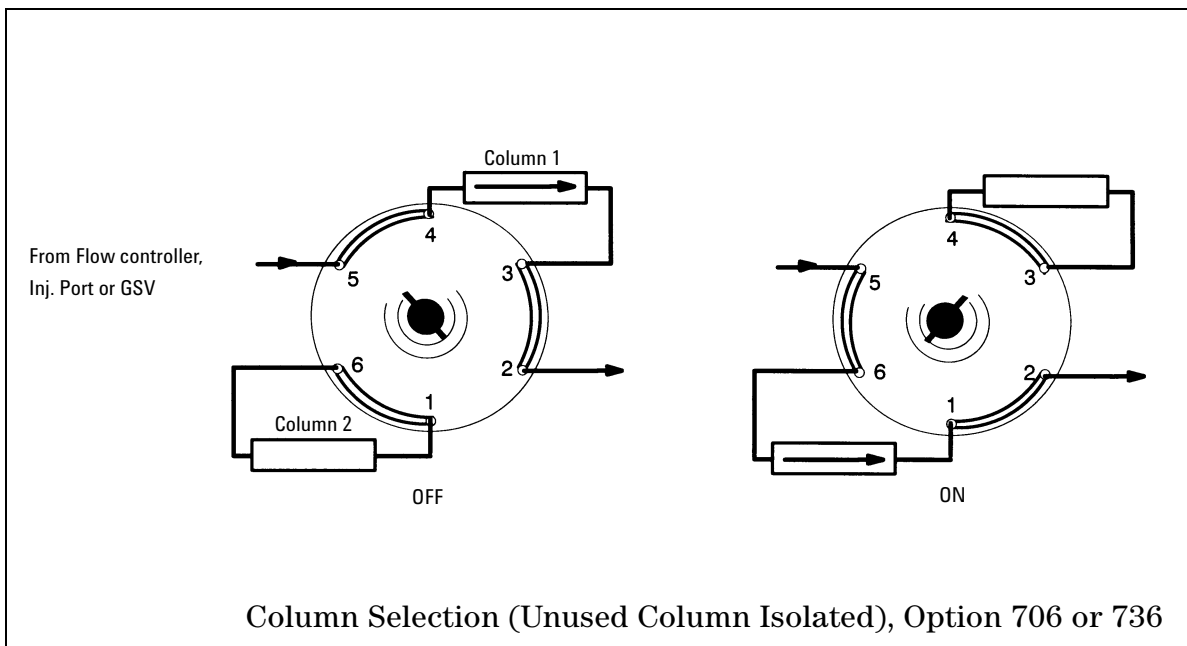 Column 1
4
4
From Flow controller,
Inj. Port or GSV
5
3
5
3
6
2
6
2
1
1
Column 2
OFF
ON
Column Selection (Unused Column Isolated), Option 706 or 736